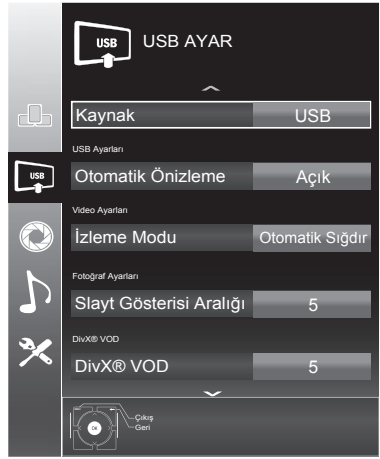 USB USB AYAR
Kaynak USB
USB Ayarları
USB
Otomatik Önizleme Açık
Video Ayarları
İzleme Modu Otomatik Sığdır
Fotoğraf Ayarları
Slayt Gösterisi Aralığı 5
DivX® VOD
DivX® VOD 5
Çıkış
Geri
OK